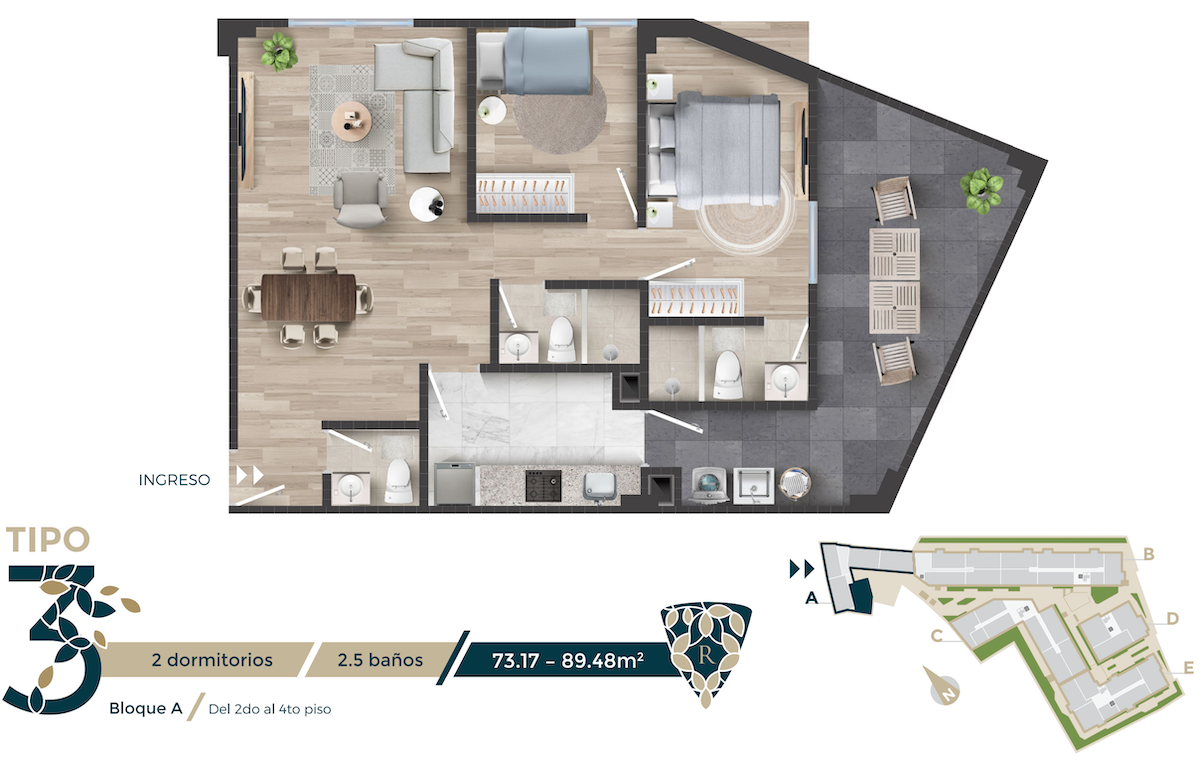 INGRESO
TIPO
3
2 dormitorios
2.5 baños
73.17 – 89.48m²
R
Bloque A
Del 2do al 4to piso
A
B
C
D
E
N